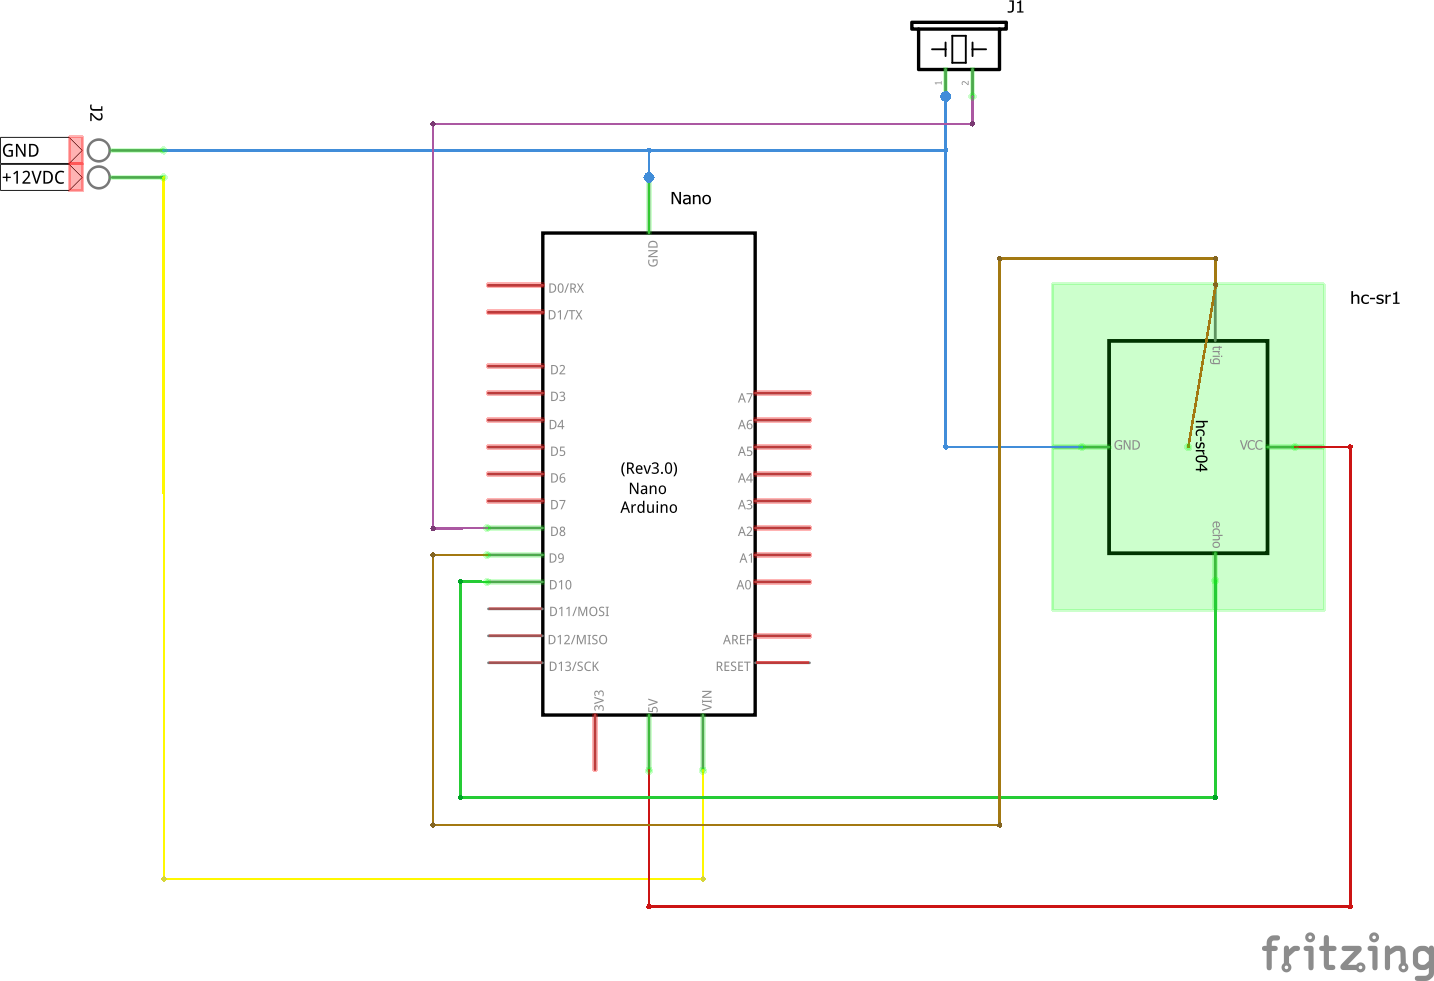 J1
1
2
J2
GND
+12VDC
Nano
GND
D0/RX
D1/TX
D2
D3
D4
D5
D6
D7
D8
D9
D10
D11/MOSI
D12/MISO
D13/SCK
A7
A6
A5
A4
A3
A2
A1
A0
AREF
RESET
(Rev3.0)
Nano
Arduino
3V3
5V
VIN
hc-sr1
trig
GND
hc-sr04
VCC
echo
fritzing